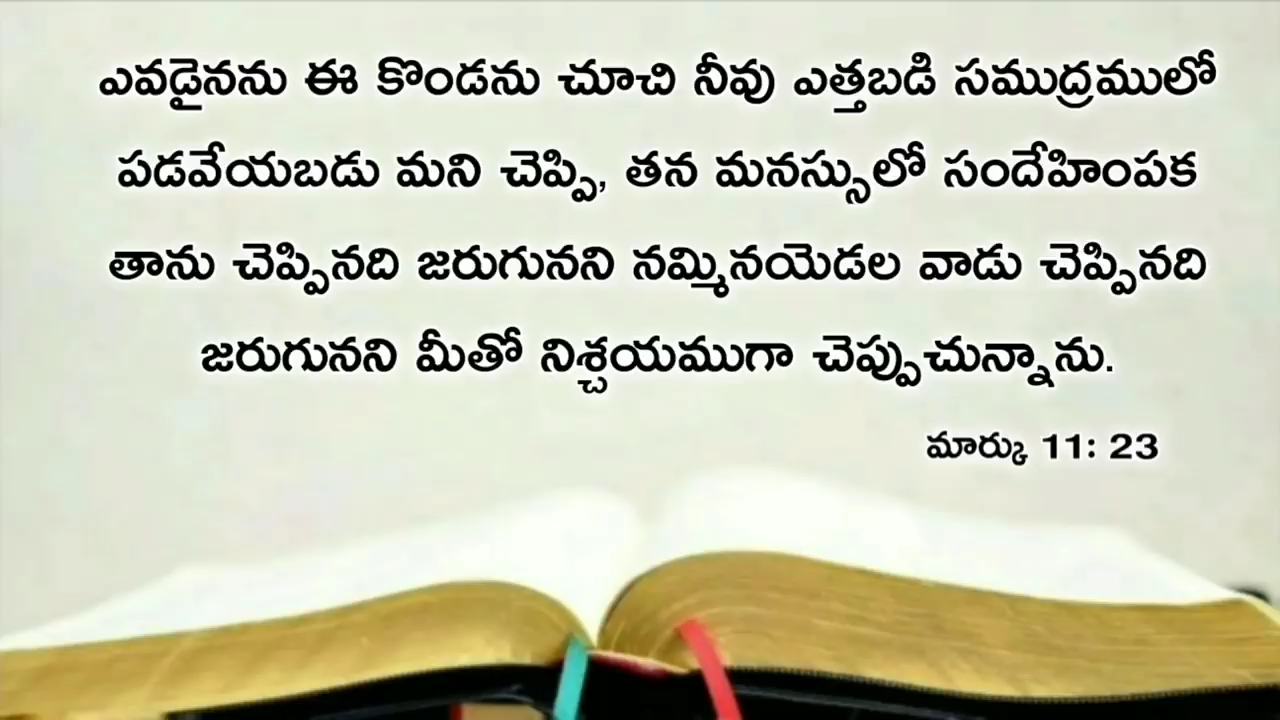 ఎవడైనను ఈ కొండను చూచి నీవు ఎత్తబడి సముద్రములో
పడవేయబడు మని చెప్పి, తన మనస్సులో సందేహింపక
తాను చెప్పినది జరుగునని నమ్మినయెడల వాడు చెప్పినది
జరుగునని మీతో నిశ్చయముగా చెప్పుచున్నాను.
మార్కు 11: 23